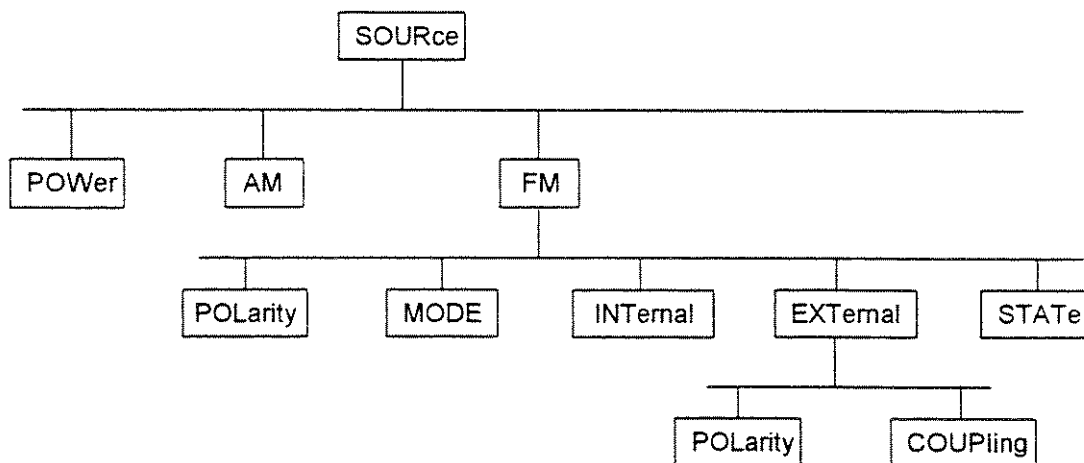 SOURce
POWer
AM
FM
POLarity
MODE
INTernal
EXTernal
STATe
POLarity
COUPling